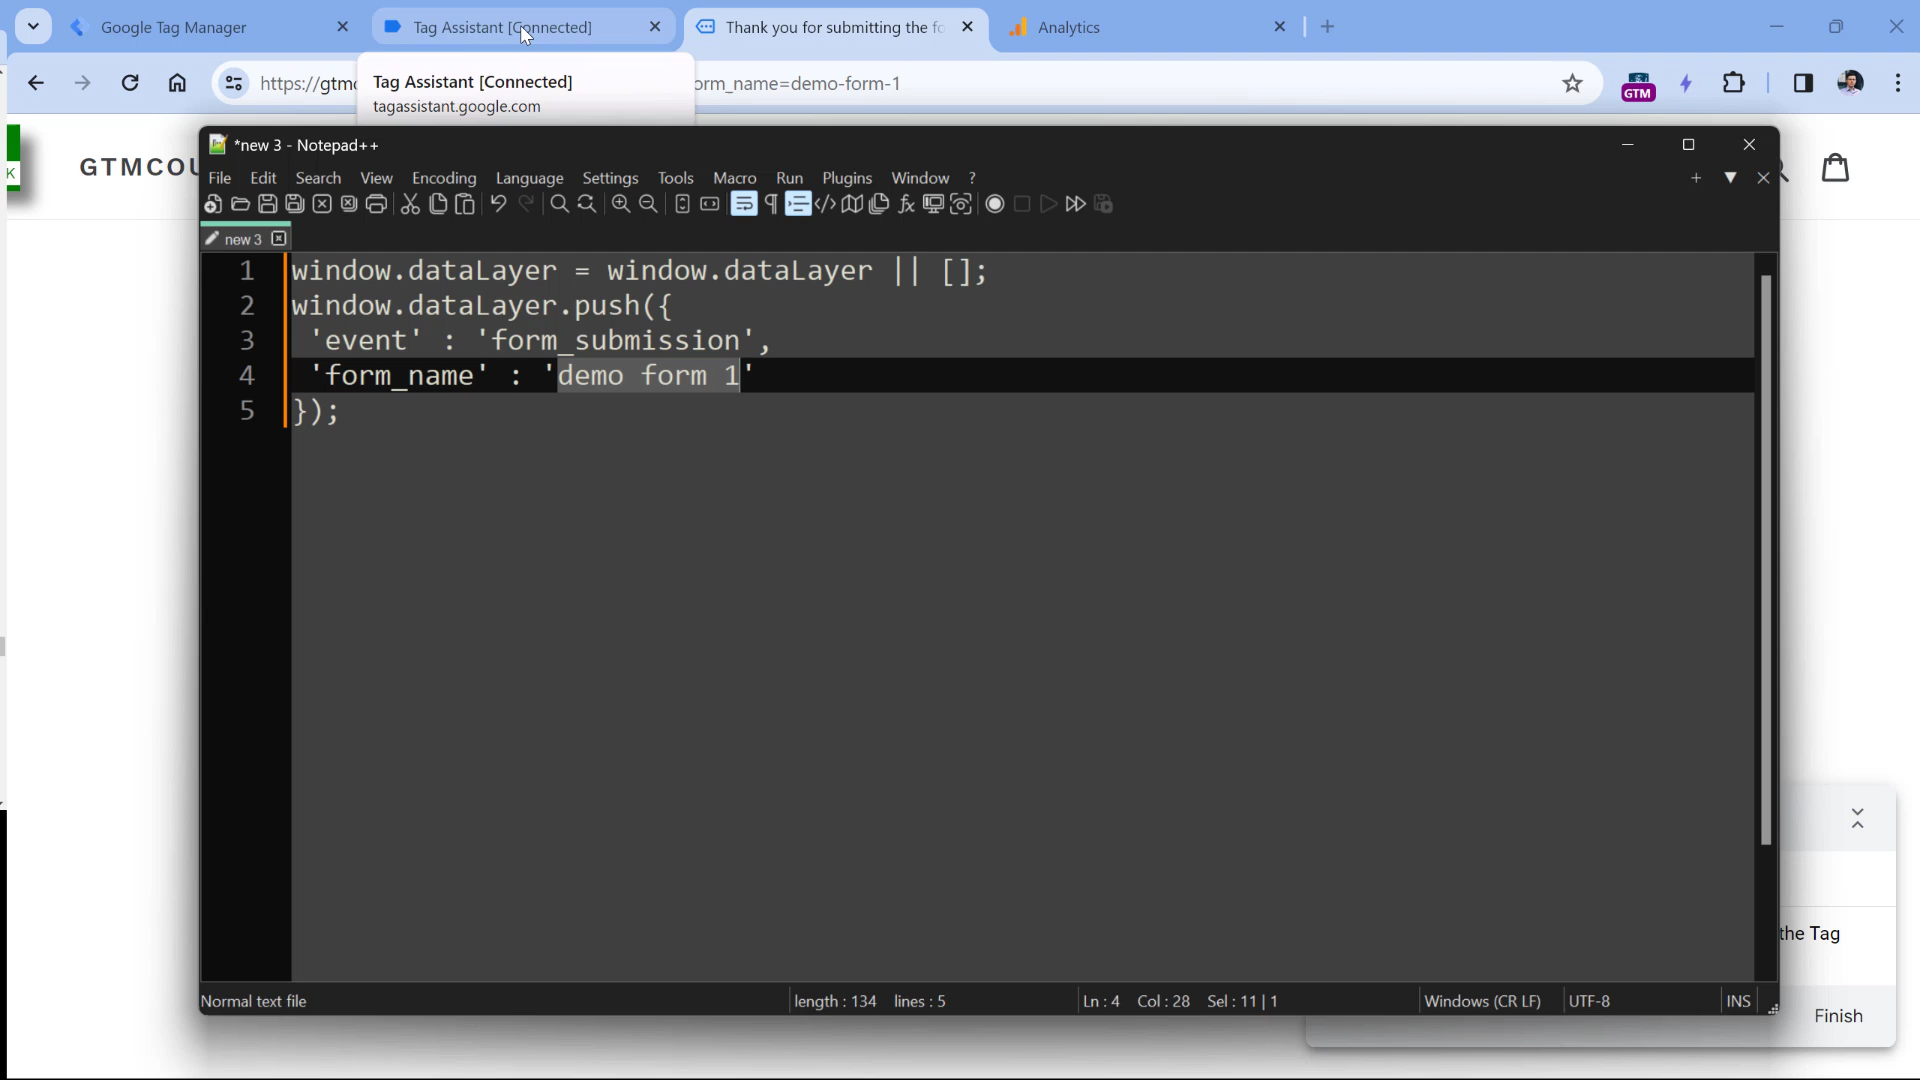 Google Tag Manager
Tag Assistant [Connected]
Thank you for submitting the fo
Analytics
https://gtmc
orm_name=demo-form-1
GTM
Tag Assistant [Connected]
tagassistant.google.com
K
GTMCOU
*new 3 - Notepad++
File Edit Search View Encoding Language Settings Tools Macro Run Plugins Window ?
new 3
1 window.dataLayer = window.dataLayer || [];
2 window.dataLayer.push({
3 'event' : 'form_submission',
4 'form_name' : 'demo form 1'
5 });
the Tag
Finish
Normal text file
length : 134 lines : 5
Ln : 4 Col : 28 Sel : 11 | 1
Windows (CR LF)
UTF-8
INS